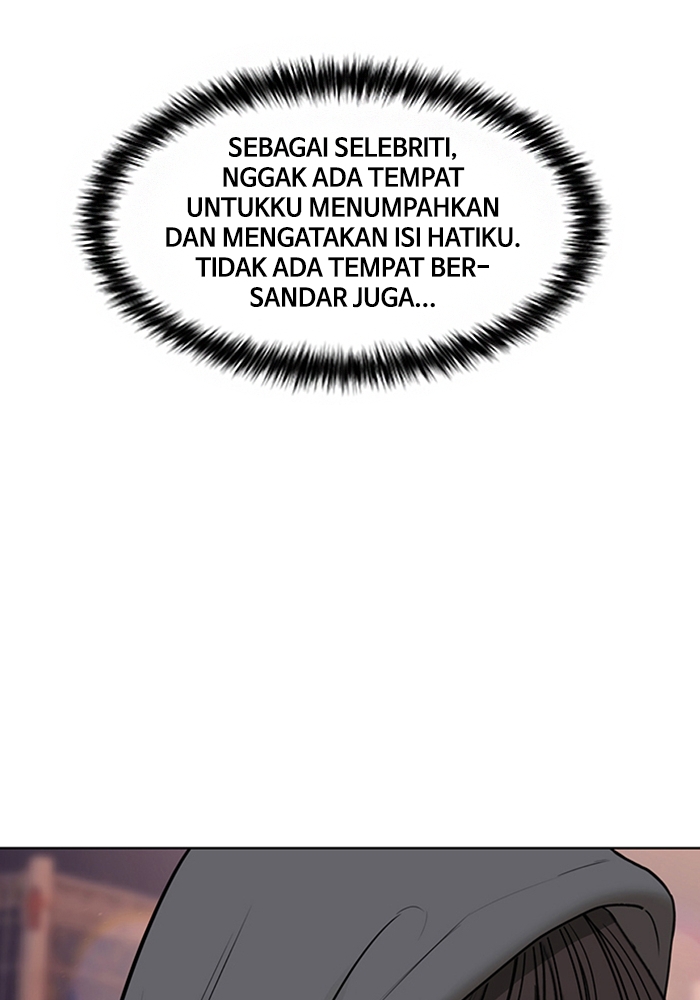 SEBAGAI SELEBRITI,
NGGAK ADA TEMPAT
UNTUKKU MENUMPAHKAN
DAN MENGATAKAN ISI HATIKU.
TIDAK ADA TEMPAT BER-
SANDAR JUGA...